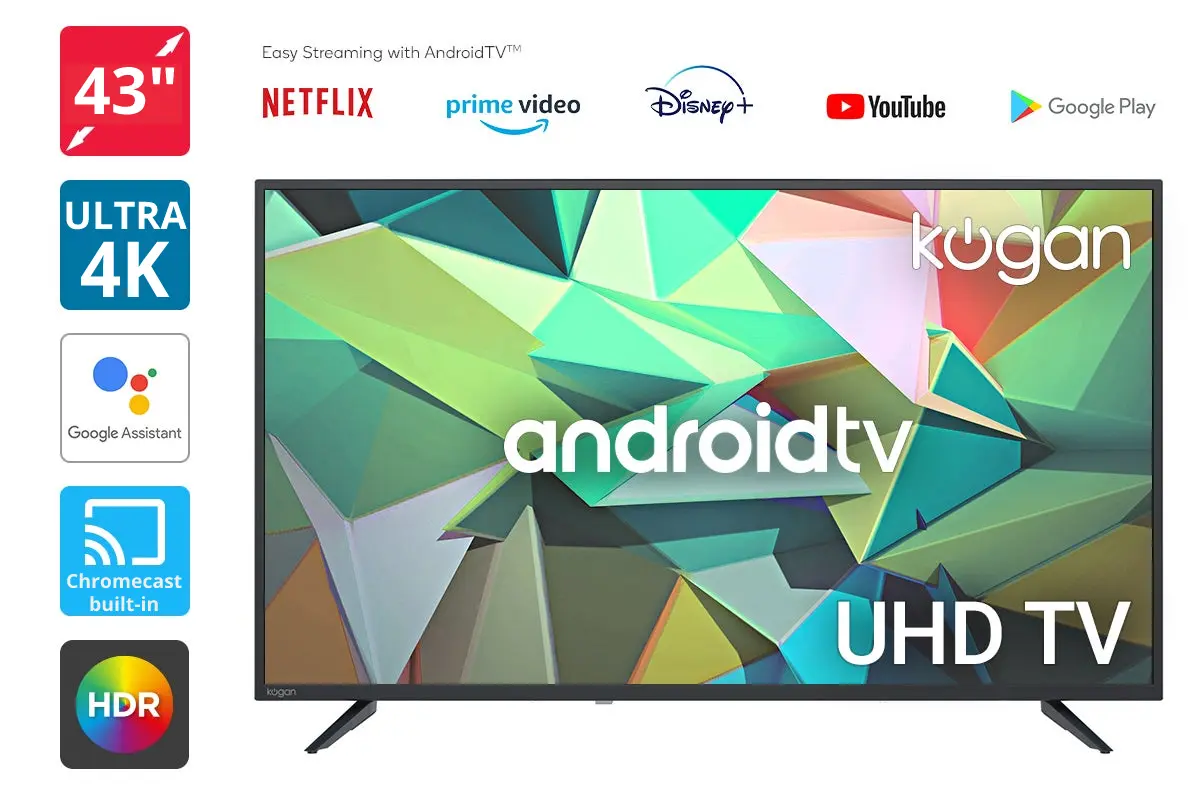 43"
Easy Streaming with AndroidTV™
NETFLIX
prime video
Disney+
YouTube
Google Play
ULTRA
4K
kogan
Google Assistant
androidtv
Chromecast
built-in
UHD TV
HDR
kogan